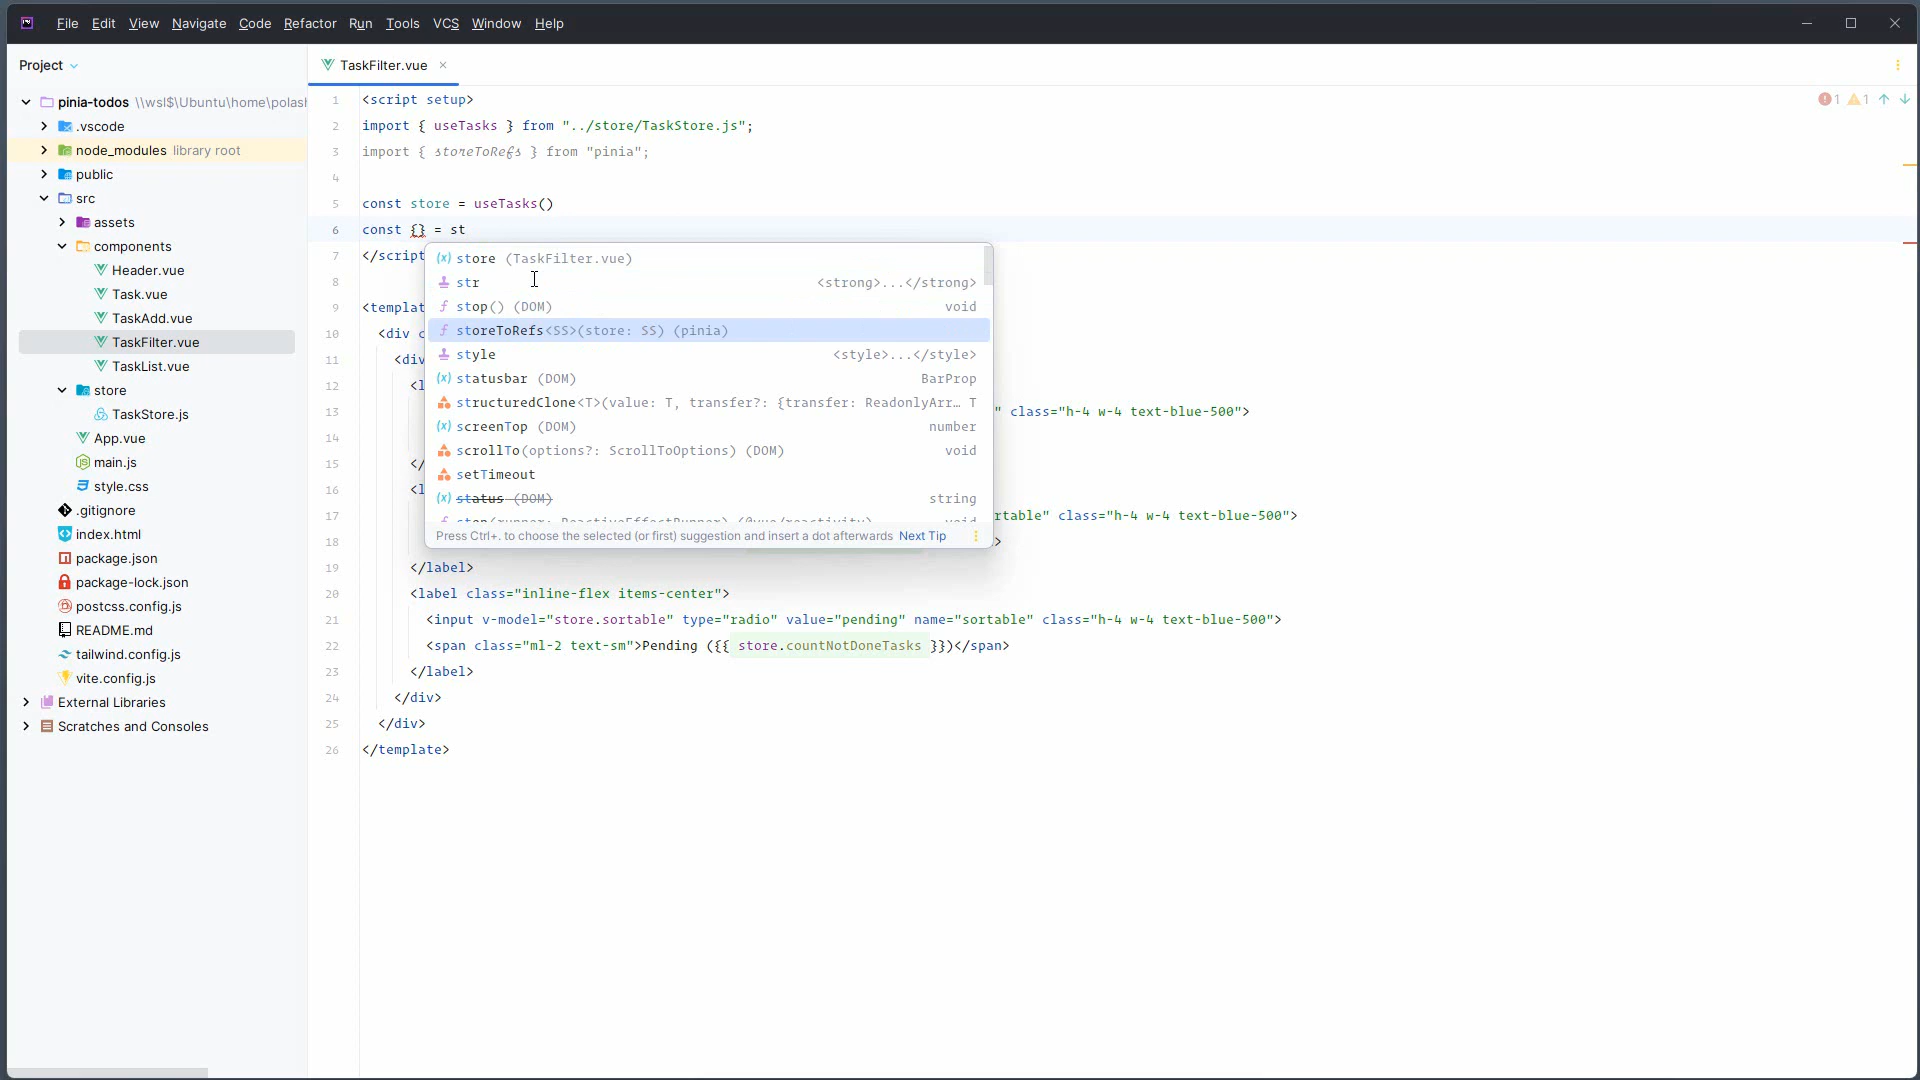 File Edit View Navigate Code Refactor Run Tools VCS Window Help
Project
pinia-todos \\wsl$\Ubuntu\home\polash
.vscode
node_modules library root
public
src
assets
components
Header.vue
Task.vue
TaskAdd.vue
TaskFilter.vue
TaskList.vue
store
TaskStore.js
App.vue
main.js
style.css
.gitignore
index.html
package.json
package-lock.json
postcss.config.js
README.md
tailwind.config.js
vite.config.js
External Libraries
Scratches and Consoles
TaskFilter.vue
1 1
1 <script setup>
2 import { useTasks } from "../store/TaskStore.js";
3 import { storeToRefs } from "pinia";
4
5 const store = useTasks()
6 const {} = st
7 </script
8
9 <templat
10 <div c
11 <div
12 <l
13 " class="h-4 w-4 text-blue-500">
14
15 </
16 <l
17 rtable" class="h-4 w-4 text-blue-500">
18 >
19 </label>
20 <label class="inline-flex items-center">
21 <input v-model="store.sortable" type="radio" value="pending" name="sortable" class="h-4 w-4 text-blue-500">
22 <span class="ml-2 text-sm">Pending ({{ store.countNotDoneTasks }})</span>
23 </label>
24 </div>
25 </div>
26 </template>
store (TaskFilter.vue)
str <strong>...</strong>
stop() (DOM) void
storeToRefs<SS>(store: SS) (pinia)
style <style>...</style>
statusbar (DOM) BarProp
structuredClone<T>(value: T, transfer?: {transfer: ReadonlyArr… T
screenTop (DOM) number
scrollTo(options?: ScrollToOptions) (DOM) void
setTimeout
status (DOM) string
stop(runner: ReactiveEffectRunner) (@vue/reactivity) void
Press Ctrl+. to choose the selected (or first) suggestion and insert a dot afterwards Next Tip